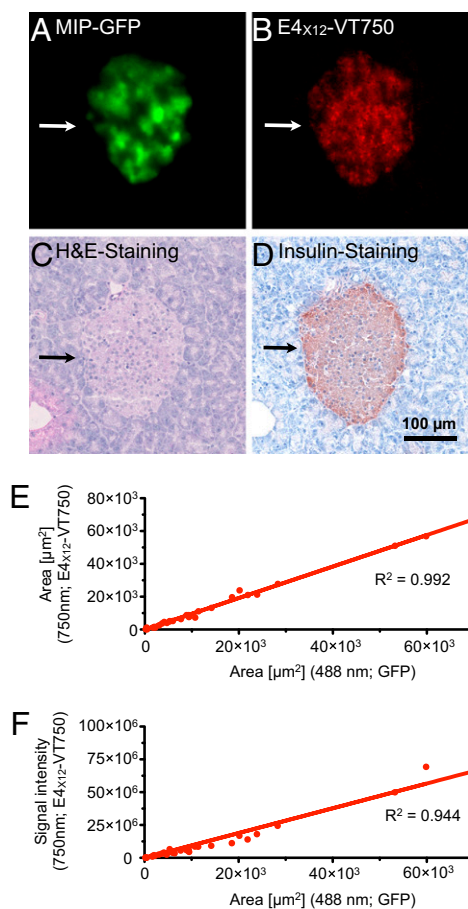 A MIP-GFP
B E4X12-VT750
C H&E-Staining
D Insulin-Staining
100 µm
E
80×10³
60×10³
40×10³
20×10³
0
Area [µm²]
(750nm; E4X12-VT750)
R² = 0.992
0 20×10³ 40×10³ 60×10³
Area [µm²] (488 nm; GFP)
F
100×10⁶
75×10⁶
50×10⁶
25×10⁶
0
Signal intensity
(750nm; E4X12-VT750)
R² = 0.944
0 20×10³ 40×10³ 60×10³
Area [µm²] (488 nm; GFP)